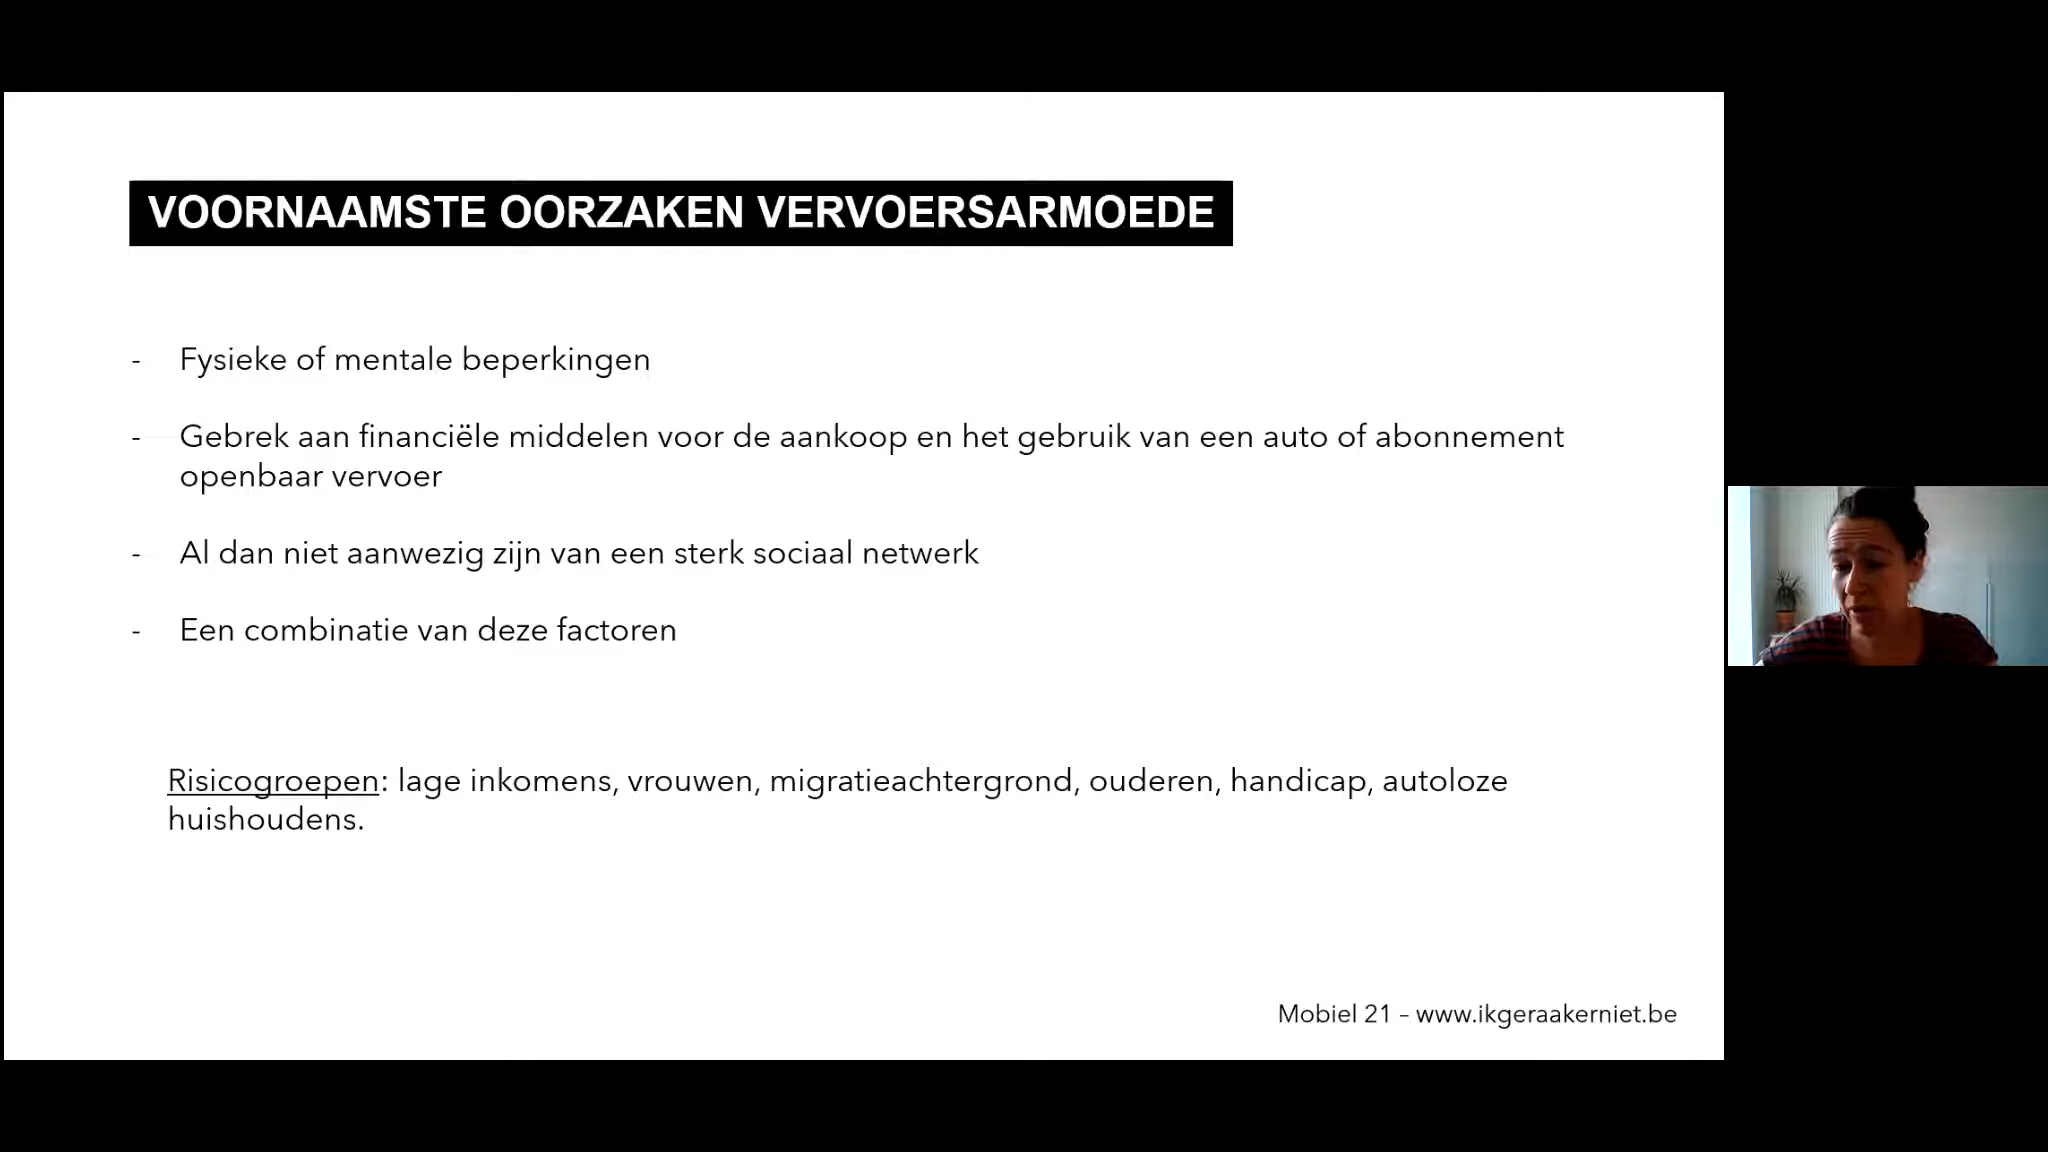 VOORNAAMSTE OORZAKEN VERVOERSARMOEDE
- Fysieke of mentale beperkingen
- Gebrek aan financiële middelen voor de aankoop en het gebruik van een auto of abonnement
openbaar vervoer
- Al dan niet aanwezig zijn van een sterk sociaal netwerk
- Een combinatie van deze factoren
Risicogroepen: lage inkomens, vrouwen, migratieachtergrond, ouderen, handicap, autoloze
huishoudens.
Mobiel 21 – www.ikgeraakerniet.be